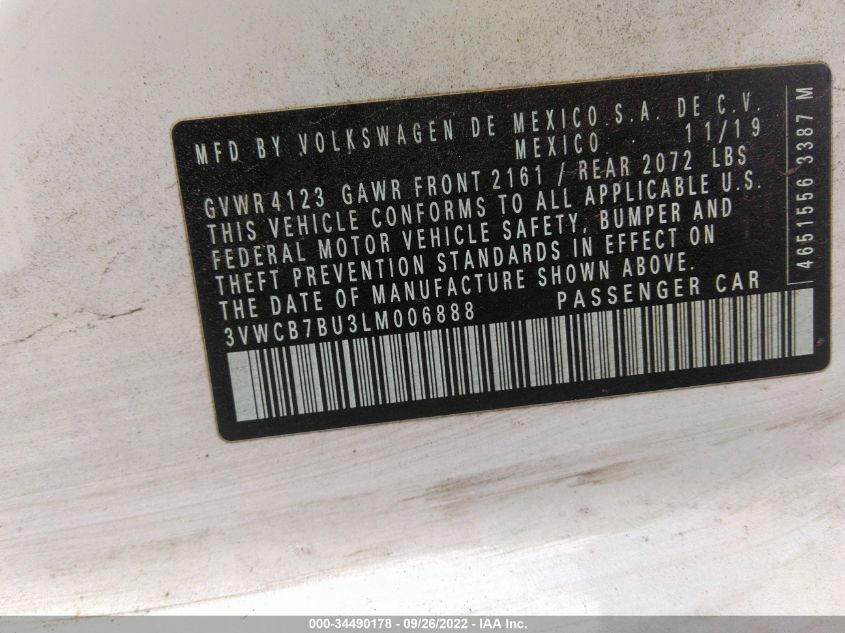 MFD BY VOLKSWAGEN DE MEXICO S.A. DE C.V.
MEXICO. 11/19
GVWR 4123 GAWR FRONT 2161 / REAR 2072 LBS
THIS VEHICLE CONFORMS TO ALL APPLICABLE U.S.
FEDERAL MOTOR VEHICLE SAFETY, BUMPER AND
THEFT PREVENTION STANDARDS IN EFFECT ON
THE DATE OF MANUFACTURE SHOWN ABOVE.
3VWCB7BU3LM006888 PASSENGER CAR
4651556 3387 M
000-34490178 - 09/26/2022 - IAA Inc.